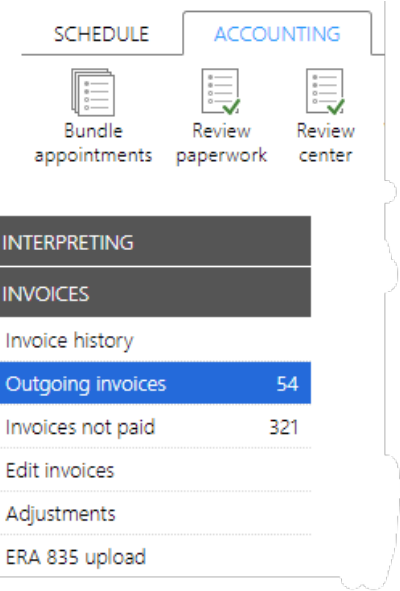 SCHEDULE ACCOUNTING
Bundle appointments
Review paperwork
Review center
INTERPRETING
INVOICES
Invoice history
Outgoing invoices 54
Invoices not paid 321
Edit invoices
Adjustments
ERA 835 upload